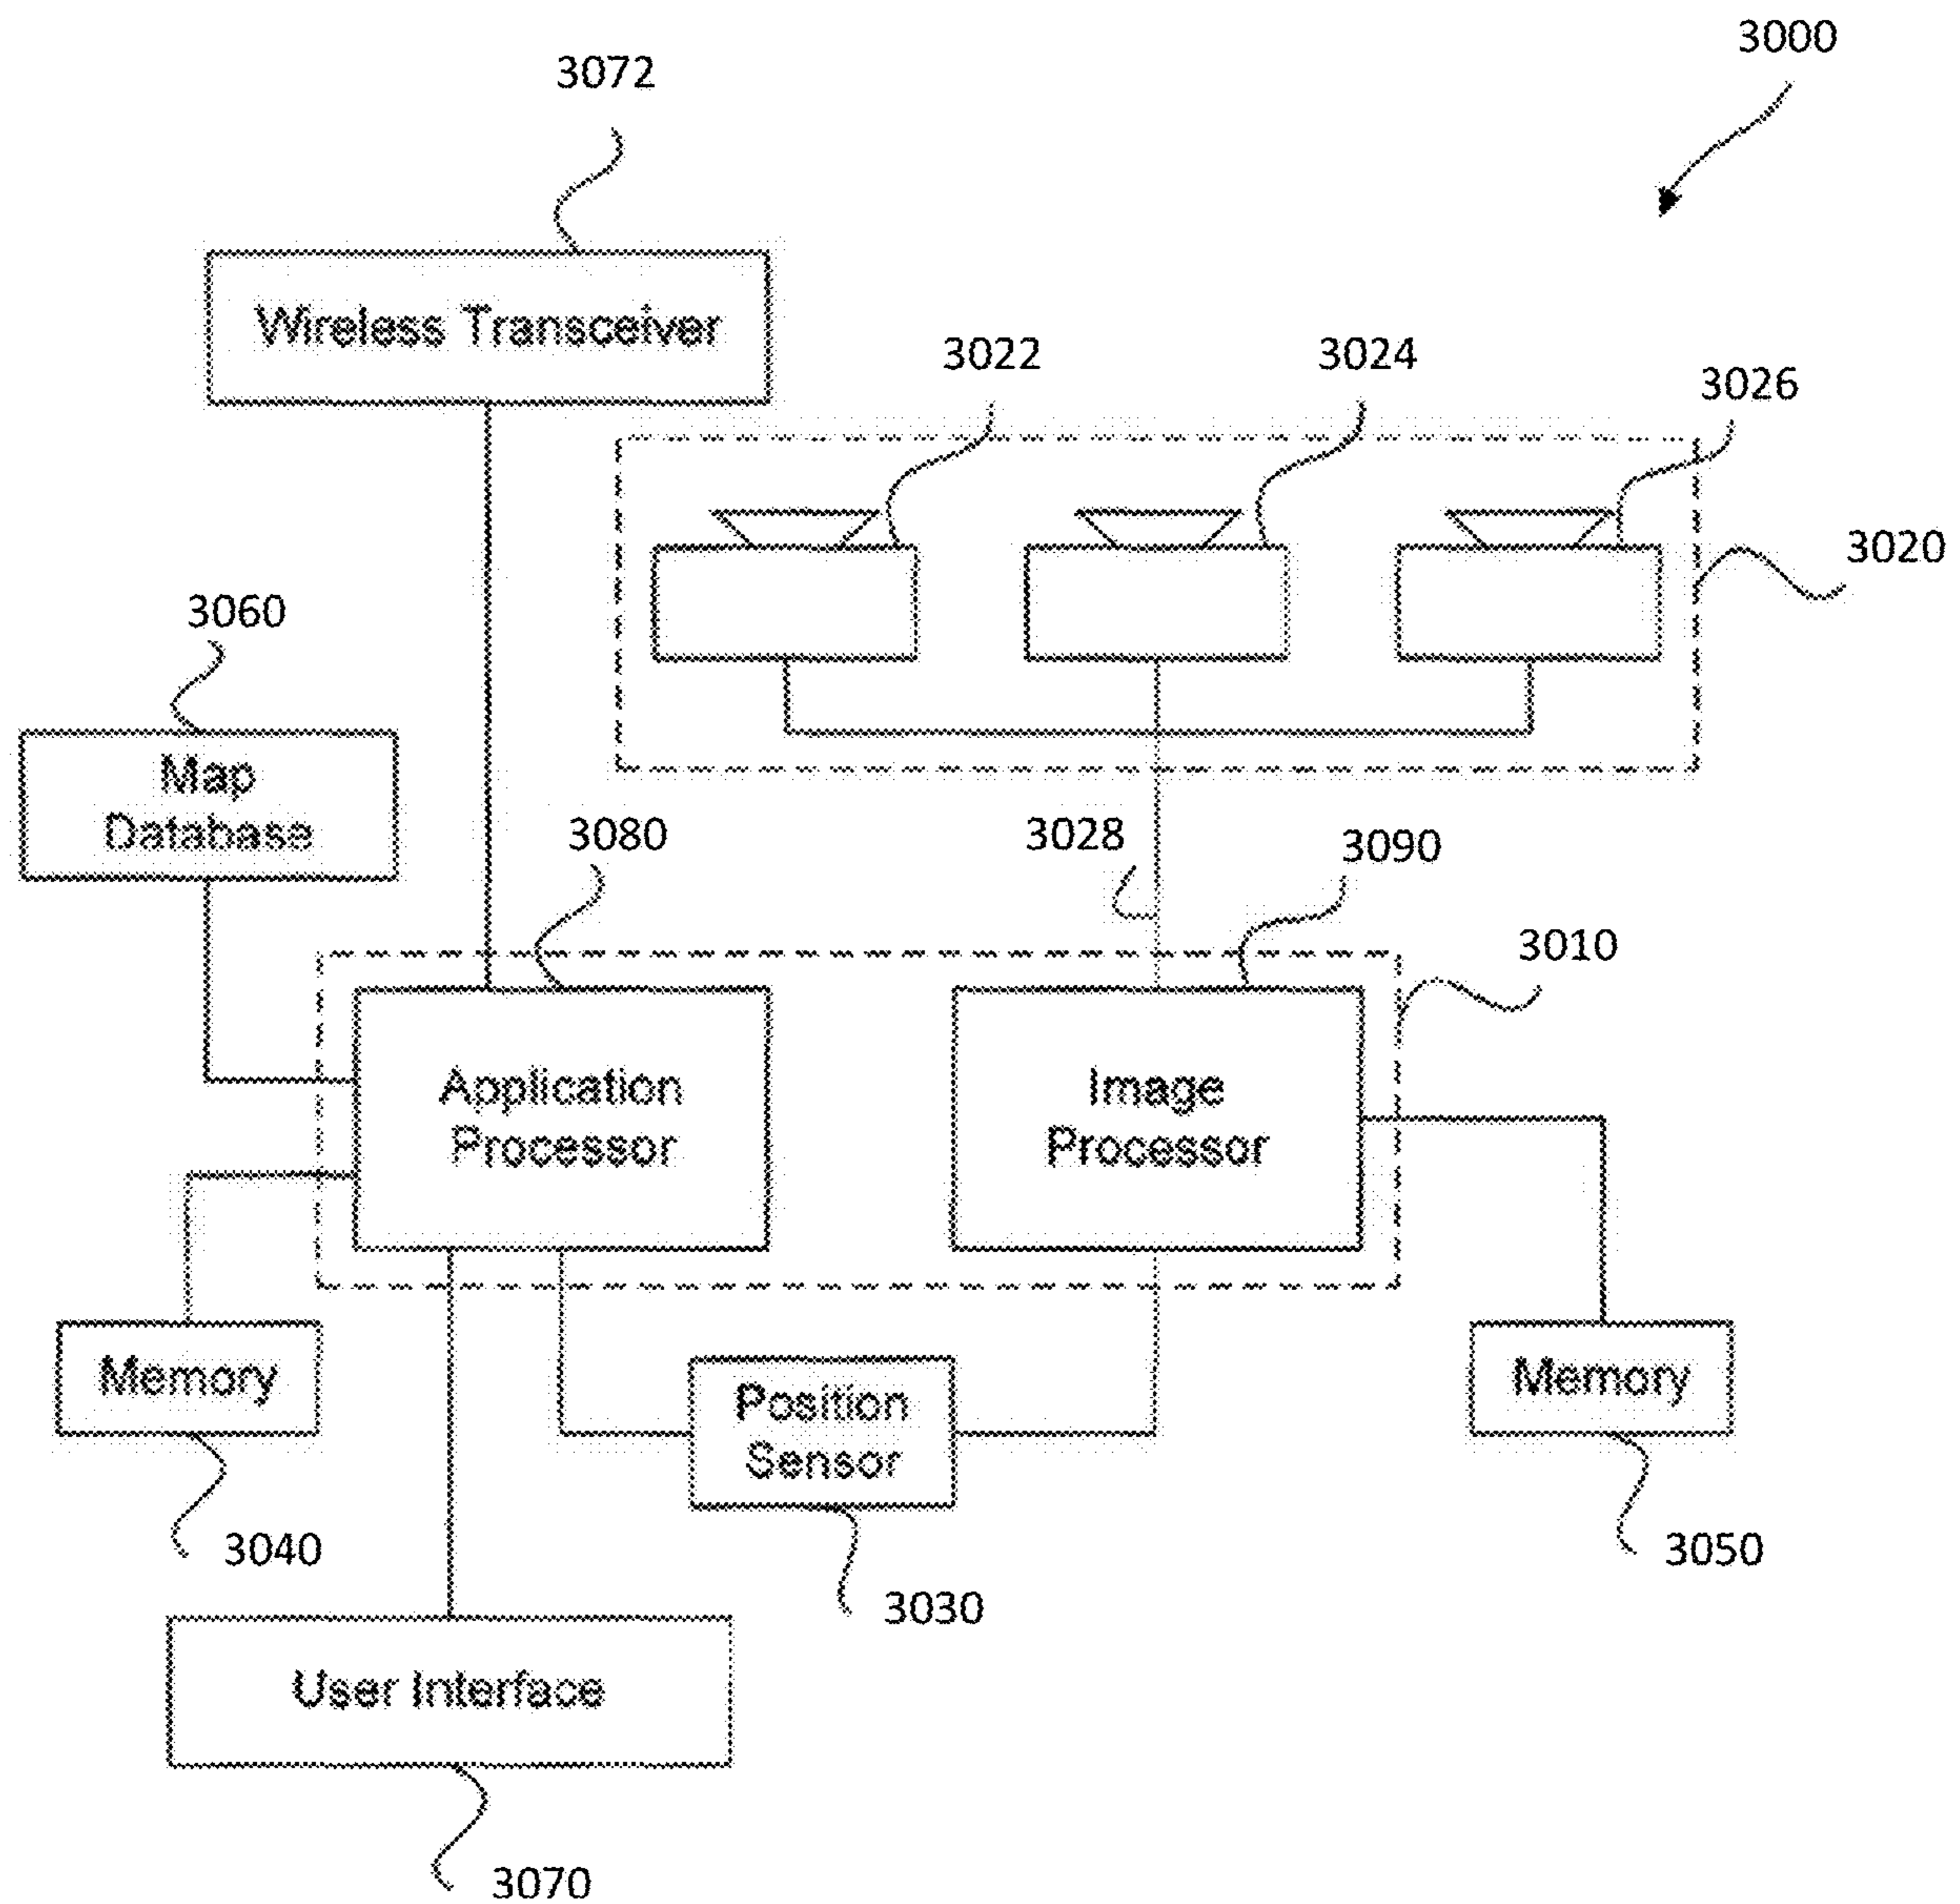 3000
3072
Wireless Transceiver
3022
3024
3026
3020
3060
Map
Database
3080
3028
3090
3010
Application
Processor
Image
Processor
Memory
Position
Sensor
Memory
3040
3030
3050
User Interface
3070